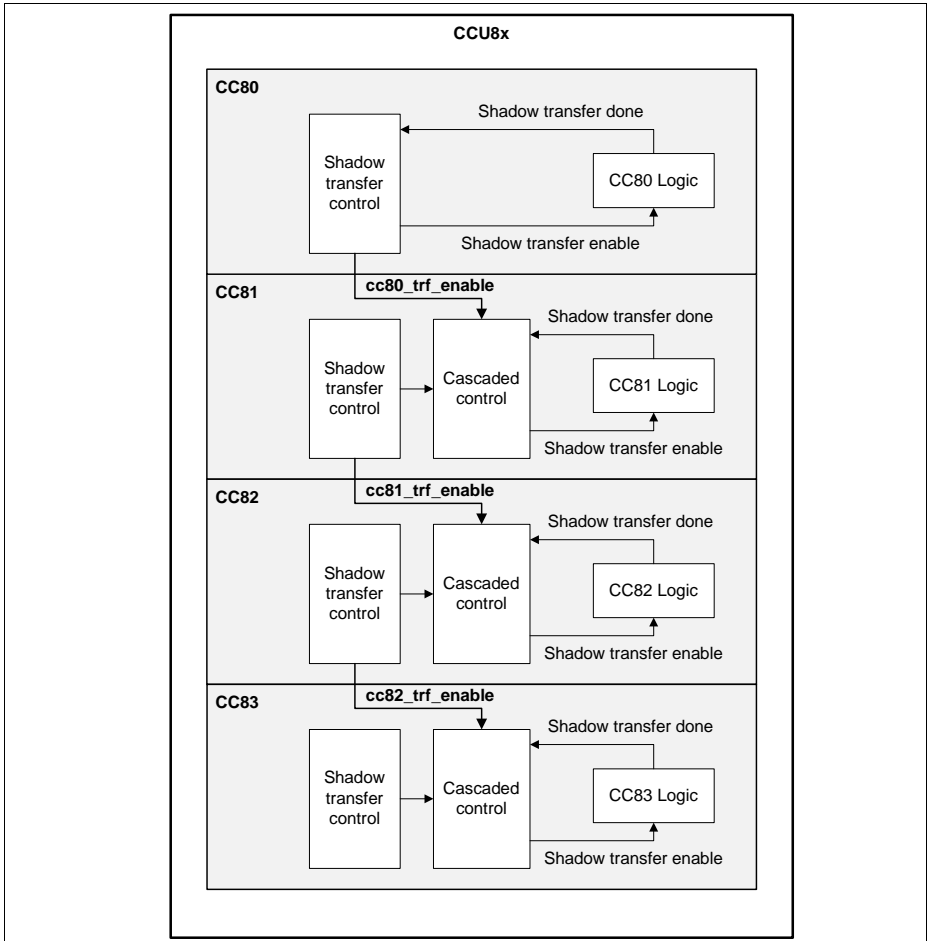 CCU8x
CC80
Shadow transfer done
Shadow
transfer
control
CC80 Logic
Shadow transfer enable
cc80_trf_enable
CC81
Shadow transfer done
Shadow
transfer
control
Cascaded
control
CC81 Logic
Shadow transfer enable
cc81_trf_enable
CC82
Shadow transfer done
Shadow
transfer
control
Cascaded
control
CC82 Logic
Shadow transfer enable
cc82_trf_enable
CC83
Shadow transfer done
Shadow
transfer
control
Cascaded
control
CC83 Logic
Shadow transfer enable